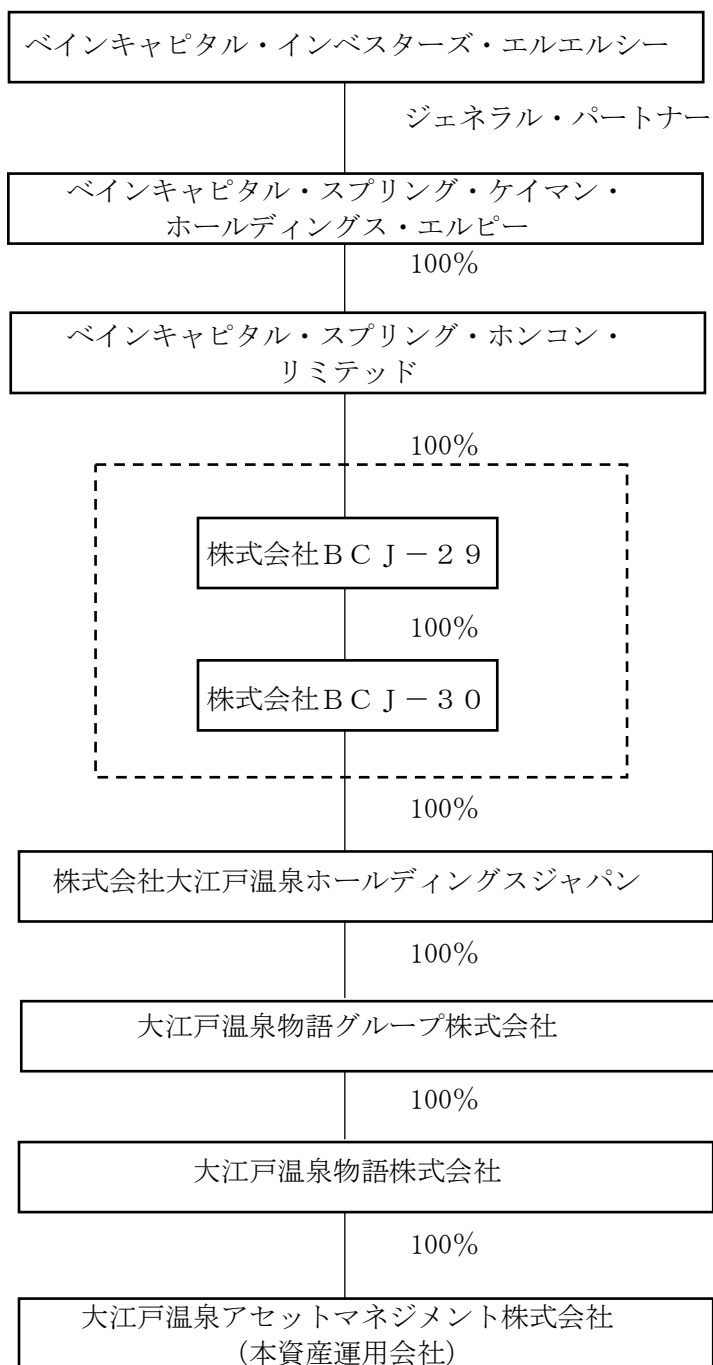 ベインキャピタル・インベスターズ・エルエルシー
ジェネラル・パートナー
ベインキャピタル・スプリング・ケイマン・
ホールディングス・エルピー
100%
ベインキャピタル・スプリング・ホンコン・
リミテッド
100%
株式会社ＢＣＪ－２９
100%
株式会社ＢＣＪ－３０
100%
株式会社大江戸温泉ホールディングスジャパン
100%
大江戸温泉物語グループ株式会社
100%
大江戸温泉物語株式会社
100%
大江戸温泉アセットマネジメント株式会社
（本資産運用会社）